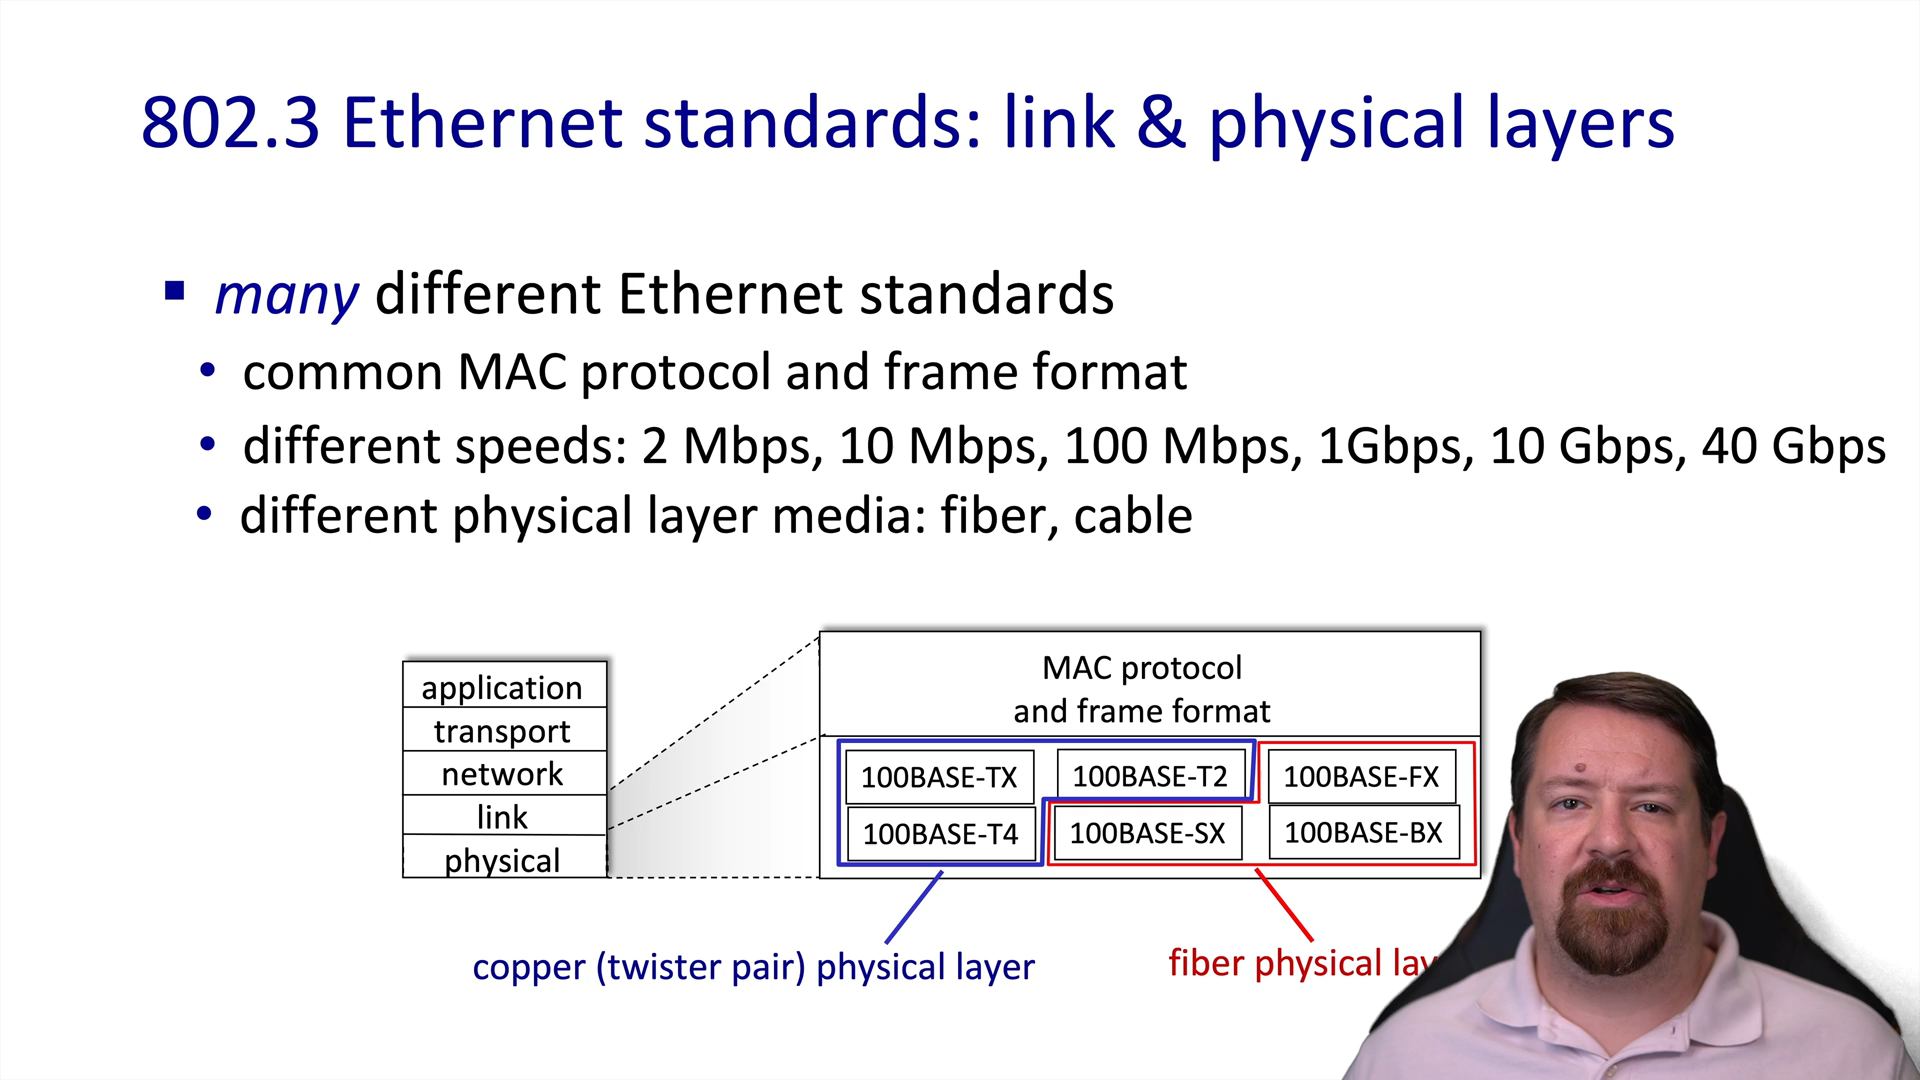 802.3 Ethernet standards: link & physical layers
▪ many different Ethernet standards
• common MAC protocol and frame format
• different speeds: 2 Mbps, 10 Mbps, 100 Mbps, 1Gbps, 10 Gbps, 40 Gbps
• different physical layer media: fiber, cable
application
transport
network
link
physical
MAC protocol
and frame format
100BASE-TX 100BASE-T2 100BASE-FX
100BASE-T4 100BASE-SX 100BASE-BX
copper (twister pair) physical layer
fiber physical